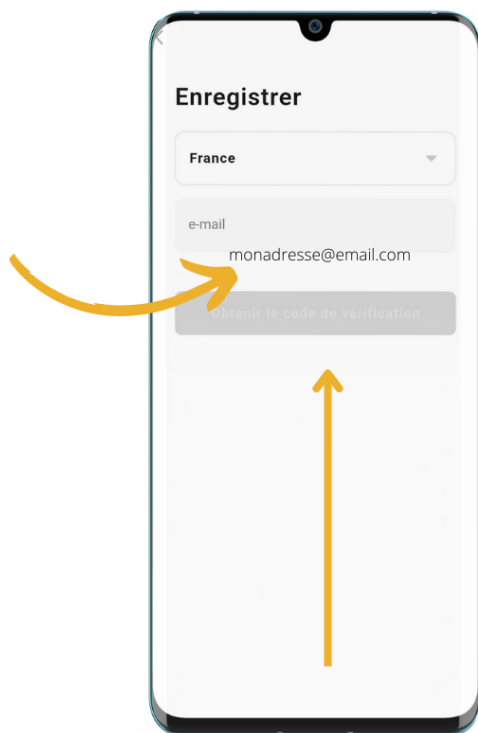 Enregistrer
France
e-mail
monadresse@email.com
Obtenir le code de vérification